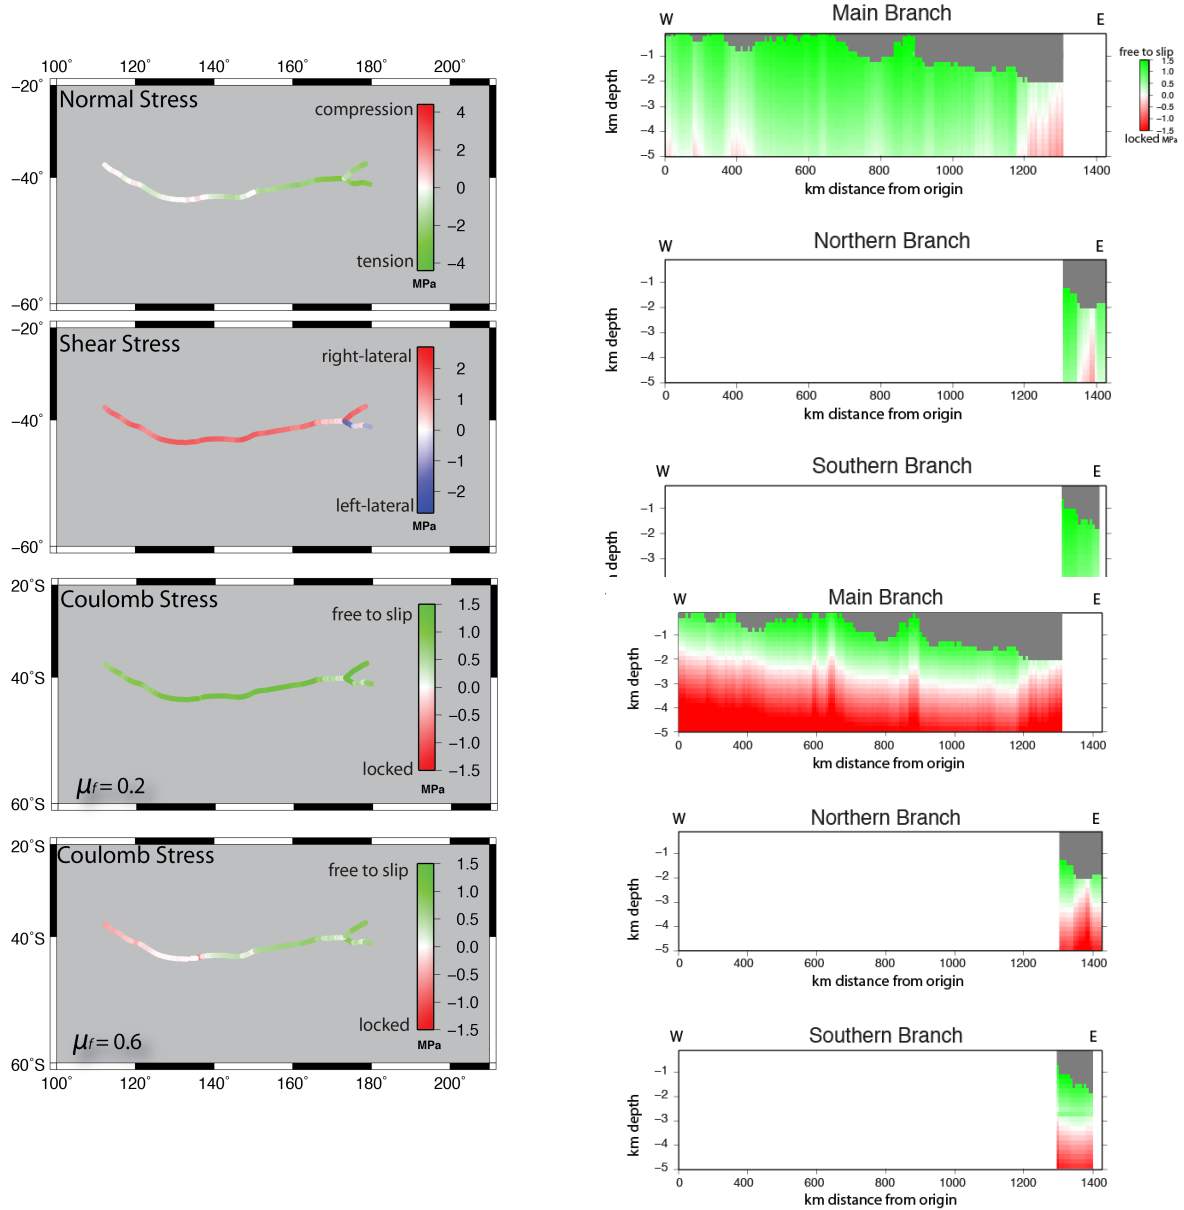 100° 120° 140° 160° 180° 200°
−20°
Normal Stress
compression
4
2
0
−2
−4
tension
MPa
−40°
−60°
−20°
Shear Stress
right-lateral
2
1
0
−1
−2
left-lateral
MPa
−40°
−60°
20°S
Coulomb Stress
free to slip
1.5
1.0
0.5
0.0
−0.5
−1.0
−1.5
locked
MPa
40°S
μf = 0.2
60°S
20°S
Coulomb Stress
free to slip
1.5
1.0
0.5
0.0
−0.5
−1.0
−1.5
locked
MPa
40°S
μf = 0.6
60°S
100° 120° 140° 160° 180° 200°
W Main Branch E
km depth
−1
−2
−3
−4
−5
0 400 600 800 1000 1200 1400
km distance from origin
free to slip
1.5
1.0
0.5
0.0
−0.5
−1.0
−1.5
locked MPa
W Northern Branch E
km depth
−1
−2
−3
−4
−5
0 400 600 800 1000 1200 1400
km distance from origin
W Southern Branch E
depth
−1
−2
−3
W Main Branch E
km depth
−1
−2
−3
−4
−5
0 400 600 800 1000 1200 1400
km distance from origin
W Northern Branch E
km depth
−1
−2
−3
−4
−5
0 400 600 800 1000 1200 1400
km distance from origin
W Southern Branch E
km depth
−1
−2
−3
−4
−5
0 400 600 800 1000 1200 1400
km distance from origin